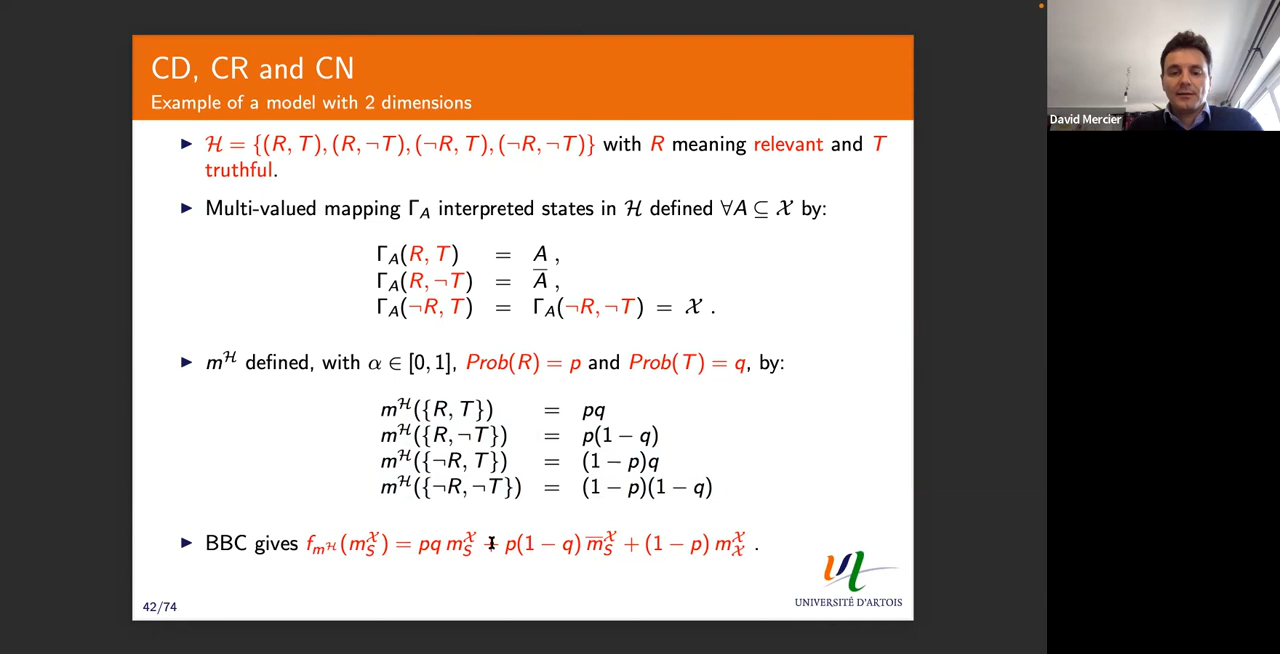 CD, CR and CN
Example of a model with 2 dimensions
▶ ℋ = {(R, T), (R, ¬T), (¬R, T), (¬R, ¬T)} with R meaning relevant and T
truthful.
▶ Multi-valued mapping Γ_A interpreted states in ℋ defined ∀A ⊆ 𝒳 by:
Γ_A(R, T) = A ,
Γ_A(R, ¬T) = A̅ ,
Γ_A(¬R, T) = Γ_A(¬R, ¬T) = 𝒳 .
▶ m^ℋ defined, with α ∈ [0, 1], Prob(R) = p and Prob(T) = q, by:
m^ℋ({R, T}) = pq
m^ℋ({R, ¬T}) = p(1 − q)
m^ℋ({¬R, T}) = (1 − p)q
m^ℋ({¬R, ¬T}) = (1 − p)(1 − q)
▶ BBC gives f_{m^ℋ}(m_S^𝒳) = pq m_S^𝒳 + p(1 − q) m̅_S^𝒳 + (1 − p) m_𝒳^𝒳 .
UNIVERSITÉ D'ARTOIS
42/74
David Mercier